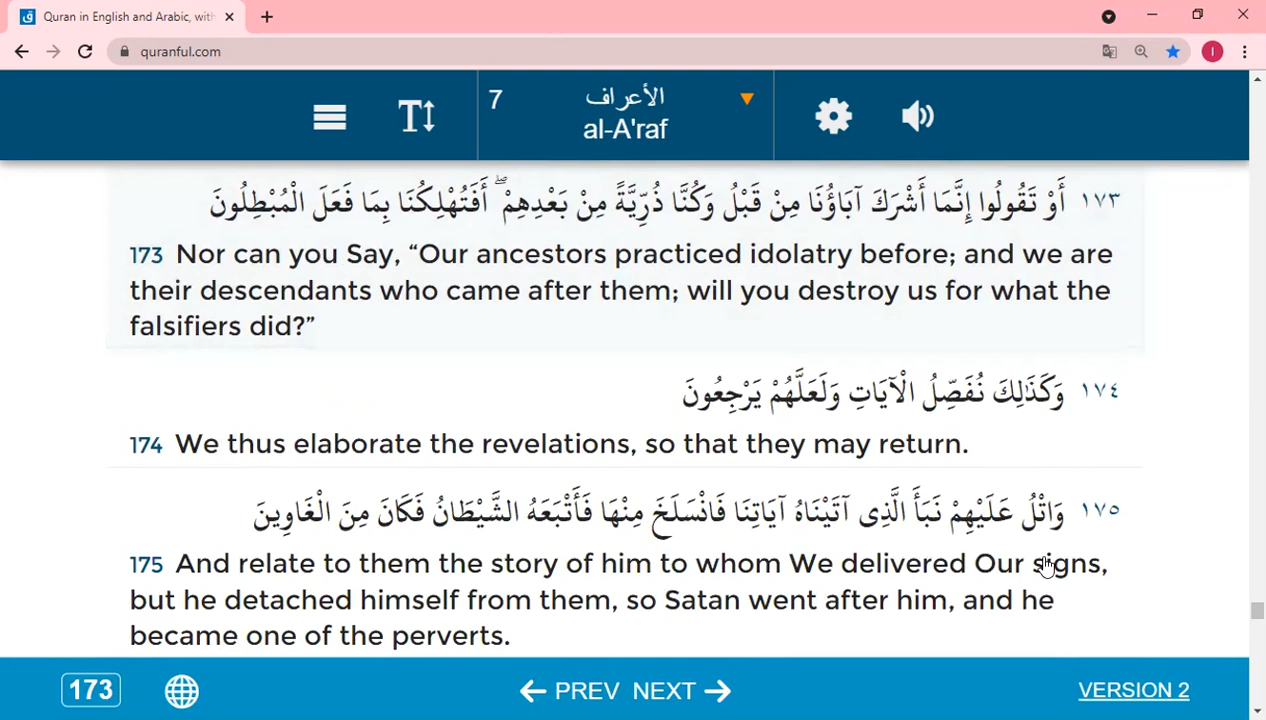 Quran in English and Arabic, with
quranful.com
7
الأعراف
al-A'raf
١٧٣ أَوْ تَقُولُوا إِنَّمَا أَشْرَكَ آبَاؤُنَا مِنْ قَبْلُ وَكُنَّا ذُرِّيَّةً مِنْ بَعْدِهِمْ ۖ أَفَتُهْلِكُنَا بِمَا فَعَلَ الْمُبْطِلُونَ
173 Nor can you Say, “Our ancestors practiced idolatry before; and we are
their descendants who came after them; will you destroy us for what the
falsifiers did?”
١٧٤ وَكَذَٰلِكَ نُفَصِّلُ الْآيَاتِ وَلَعَلَّهُمْ يَرْجِعُونَ
174 We thus elaborate the revelations, so that they may return.
١٧٥ وَاتْلُ عَلَيْهِمْ نَبَأَ الَّذِي آتَيْنَاهُ آيَاتِنَا فَانْسَلَخَ مِنْهَا فَأَتْبَعَهُ الشَّيْطَانُ فَكَانَ مِنَ الْغَاوِينَ
175 And relate to them the story of him to whom We delivered Our signs,
but he detached himself from them, so Satan went after him, and he
became one of the perverts.
173
PREV NEXT
VERSION 2